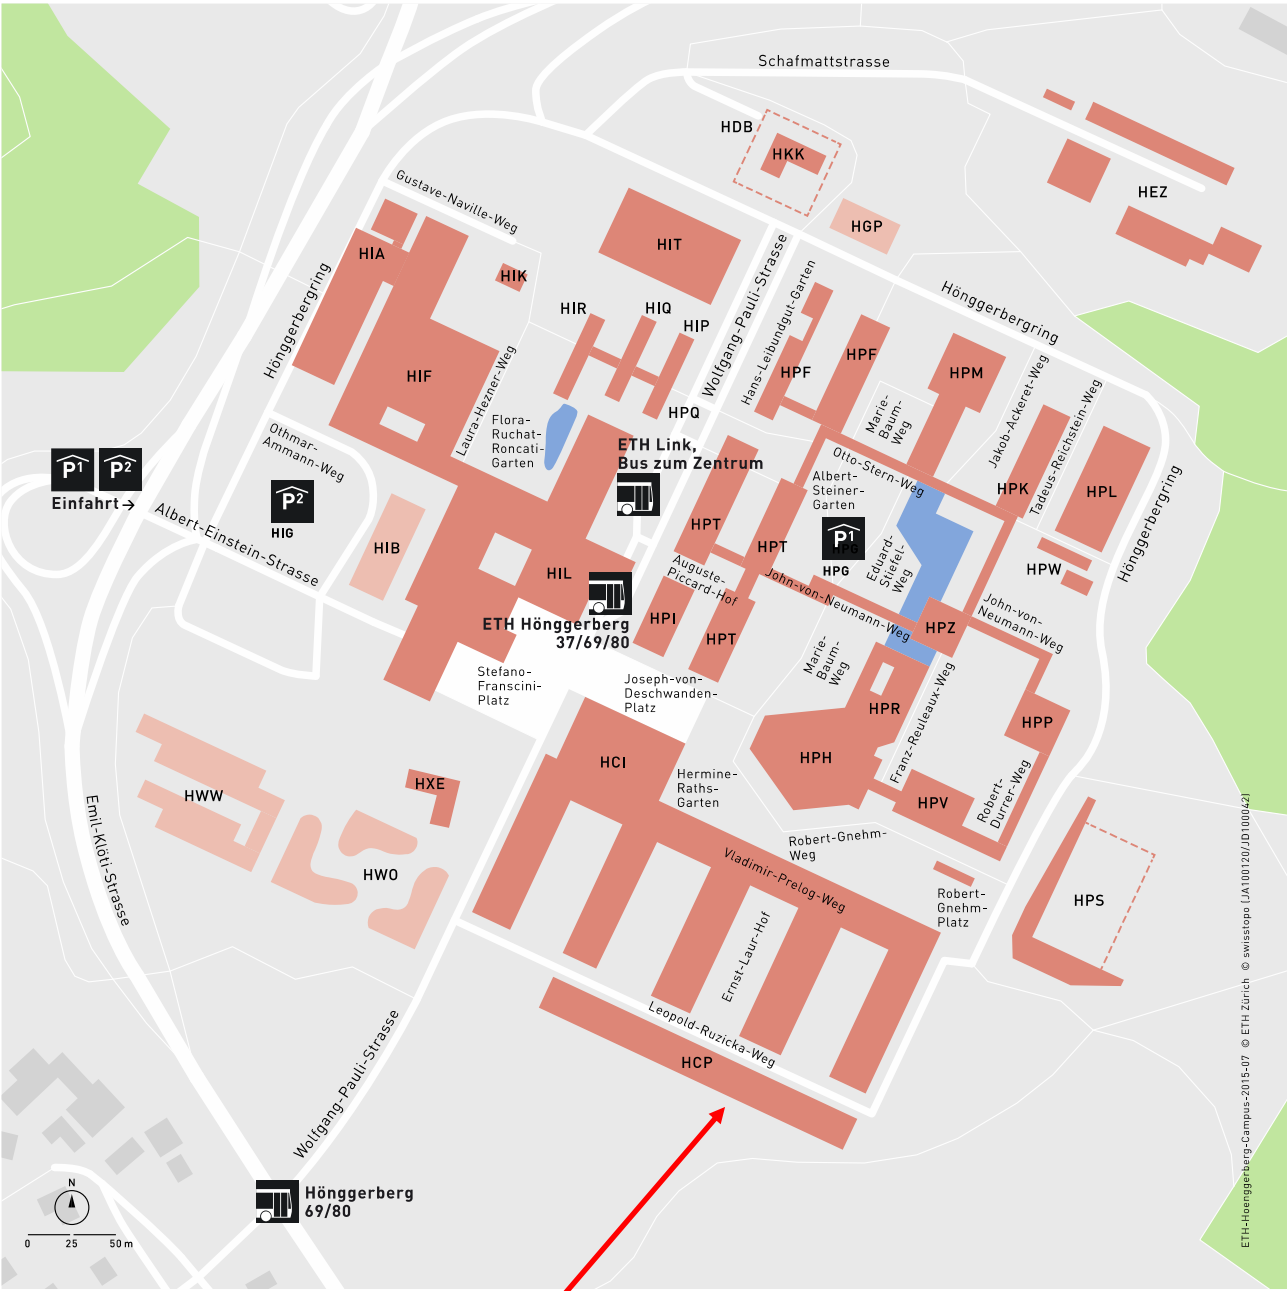 Schafmattstrasse
HDB
HKK
HEZ
Gustave-Naville-Weg
HGP
HIA
HIT
HIK
Hönggerbergring
Wolfgang-Pauli-Strasse
Hans-Leibundgut-Garten
Hönggerbergring
HIR
HIQ
HIP
HPF
HPF
HPM
HIF
Laura-Hezner-Weg
HPQ
Marie-
Baum-
Weg
Jakob-Ackeret-Weg
Tadeus-Reichstein-Weg
Flora-
Ruchat-
Roncati-
Garten
Othmar-
Ammann-Weg
ETH Link,
Bus zum Zentrum
Otto-Stern-Weg
Albert-
Steiner-
Garten
HPK
HPL
Hönggerbergring
P1
P2
Einfahrt→
P2
HIG
Albert-Einstein-Strasse
HIB
HIL
HPT
HPT
P1
HPG
HPG
Eduard-
Stiefel-
Weg
HPW
Auguste-
Piccard-Hof
John-von-Neumann-Weg
John-von-
Neumann-Weg
ETH Hönggerberg
37/69/80
HPI
HPT
HPZ
Marie-
Baum-
Weg
Stefano-
Franscini-
Platz
Joseph-von-
Deschwanden-
Platz
HPR
Franz-Reuleaux-Weg
HPP
HPH
HCI
Hermine-
Raths-
Garten
HPV
Robert-
Durrer-Weg
HWW
HXE
Emil-Klöti-Strasse
HWO
Robert-Gnehm-
Weg
Vladimir-Prelog-Weg
Robert-
Gnehm-
Platz
HPS
Ernst-Laur-Hof
Leopold-Ruzicka-Weg
HCP
Wolfgang-Pauli-Strasse
Hönggerberg
69/80
N
0 25 50 m
ETH-Hoenggerberg-Campus-2015-07 © ETH Zürich © swisstopo (JA100120/JD100042)